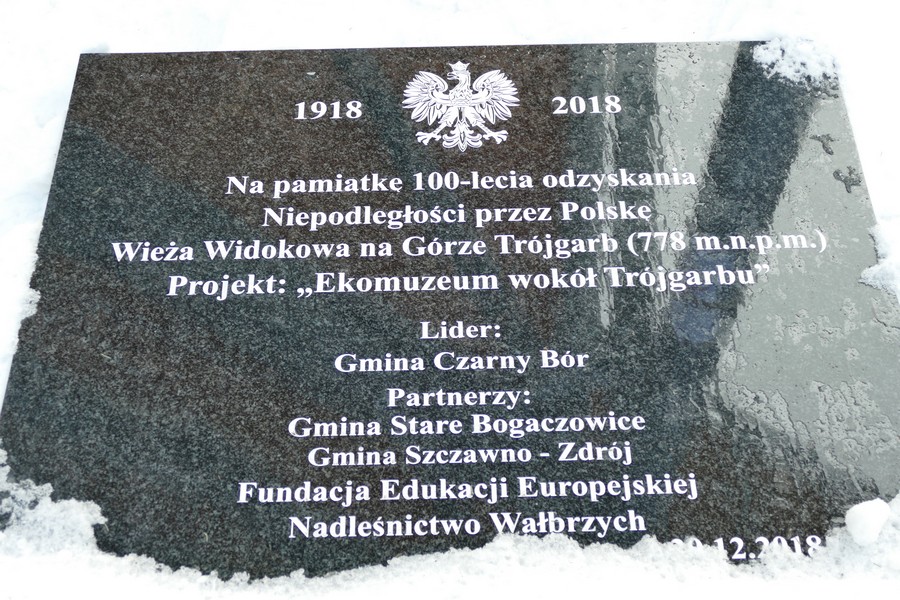 1918 2018
Na pamiątkę 100-lecia odzyskania
Niepodległości przez Polskę
Wieża Widokowa na Górze Trójgarb (778 m.n.p.m.)
Projekt: „Ekomuzeum wokół Trójgarbu”
Lider:
Gmina Czarny Bór
Partnerzy:
Gmina Stare Bogaczowice
Gmina Szczawno - Zdrój
Fundacja Edukacji Europejskiej
Nadleśnictwo Wałbrzych
.12.2018